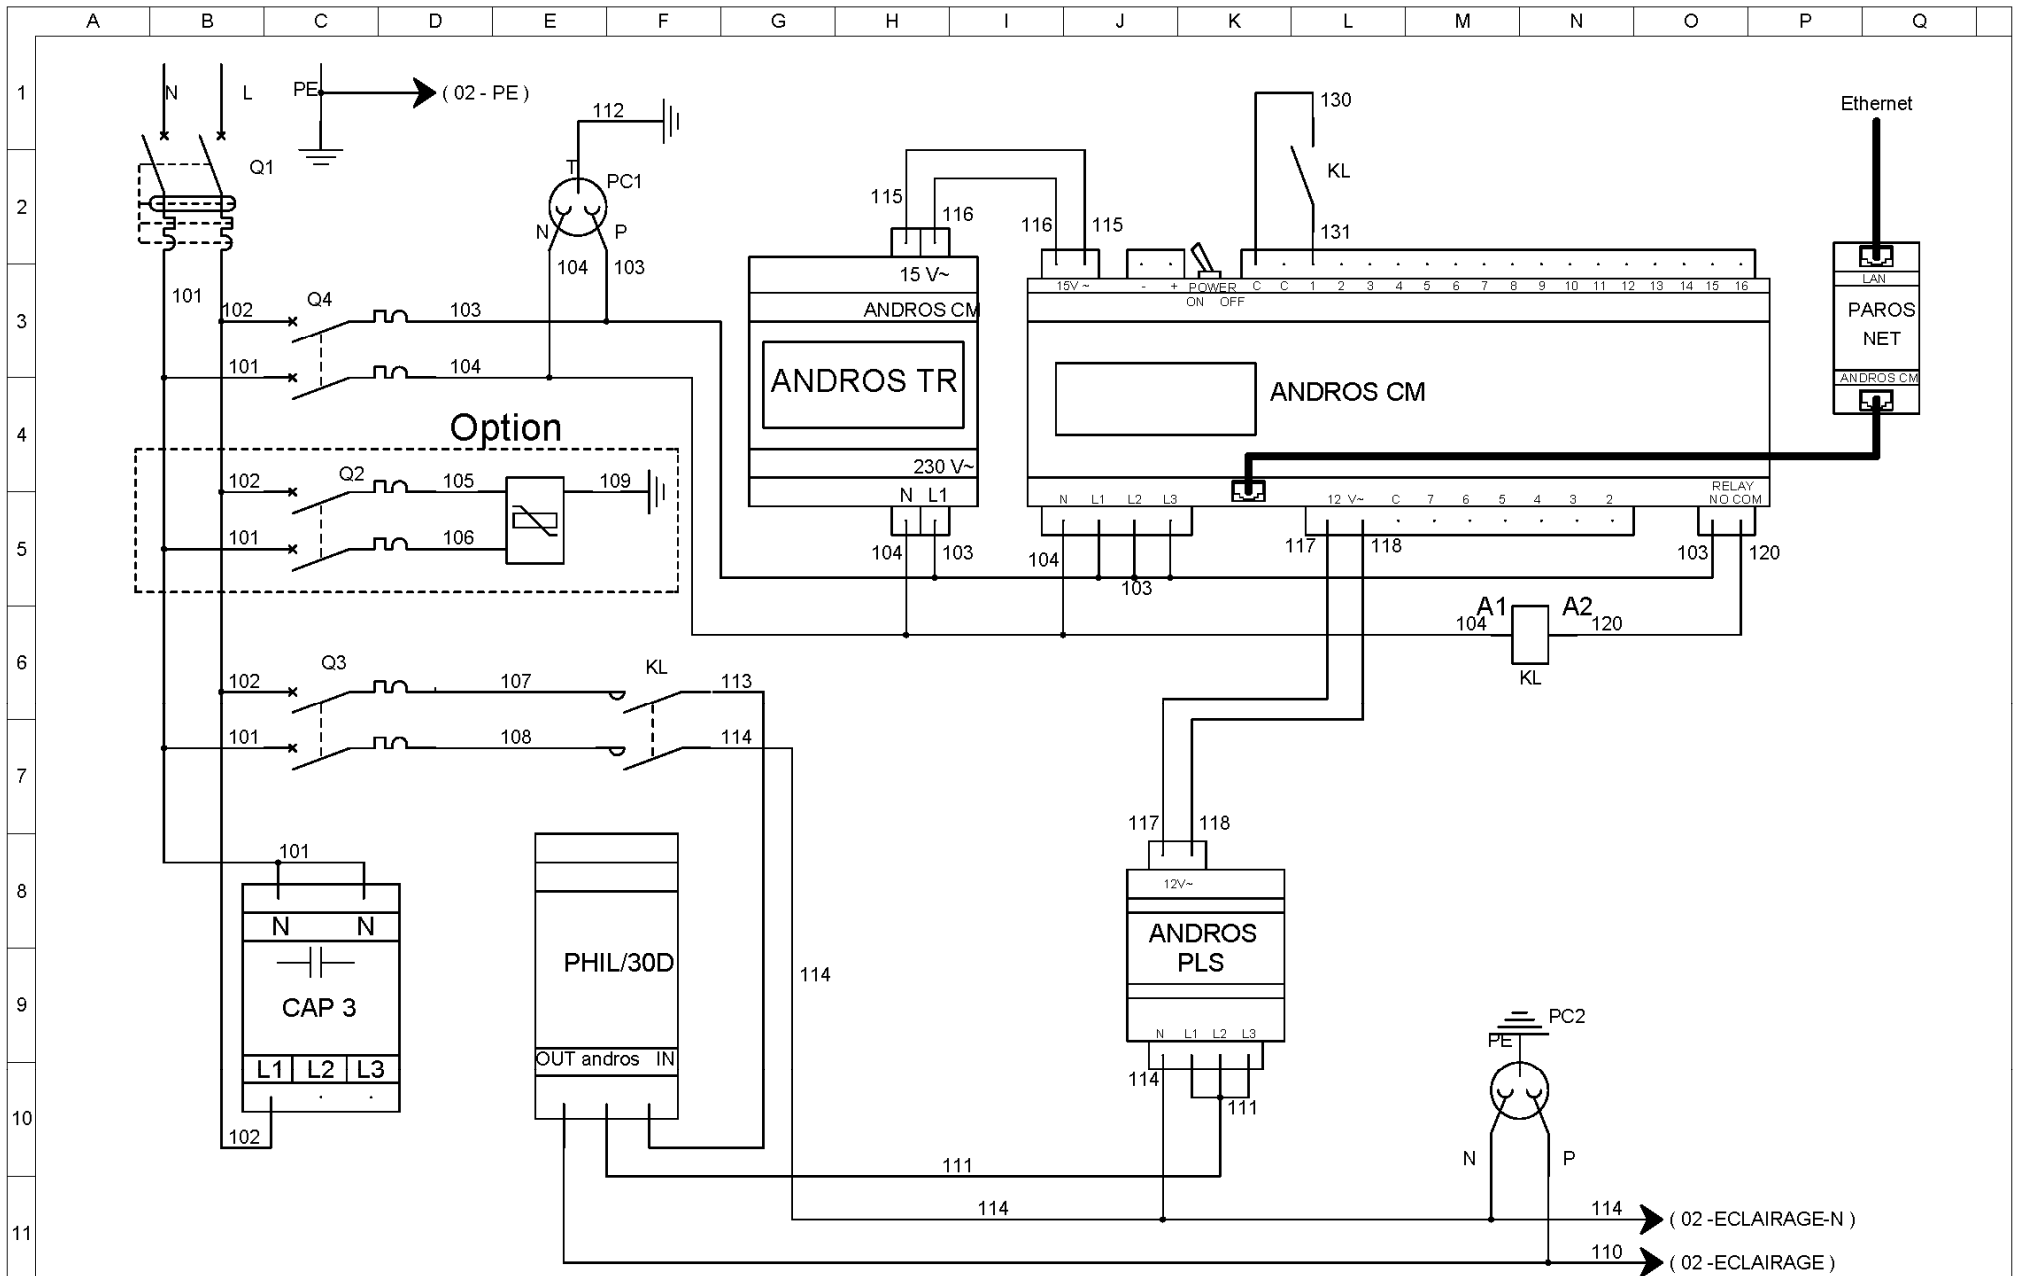 A B C D E F G H I J K L M N O P Q
1
N L PE ( 02 - PE )
112
130
Ethernet
Q1
T
PC1
KL
2
115
116
116
115
131
N P
104 103
101
15 V~
15V ~ - + POWER C C 1 2 3 4 5 6 7 8 9 10 11 12 13 14 15 16
ON OFF
LAN
3
102
Q4
103
ANDROS CM
PAROS
NET
101
104
ANDROS TR
ANDROS CM
ANDROS CM
4
Option
102
Q2
105
109
230 V~
N L1
N L1 L2 L3
12 V~ C 7 6 5 4 3 2
RELAY
NO COM
5
101
106
104 103
104
103
117 118
103 120
A1 A2
104
120
KL
6
Q3
KL
102
107
113
101
108
114
7
117 118
101
8
12V~
N N
ANDROS
PLS
PHIL/30D
114
9
CAP 3
N L1 L2 L3
PC2
PE
OUT andros IN
L1 L2 L3
114
111
10
102
N P
111
114
114
( 02 -ECLAIRAGE-N )
11
110
( 02 -ECLAIRAGE )